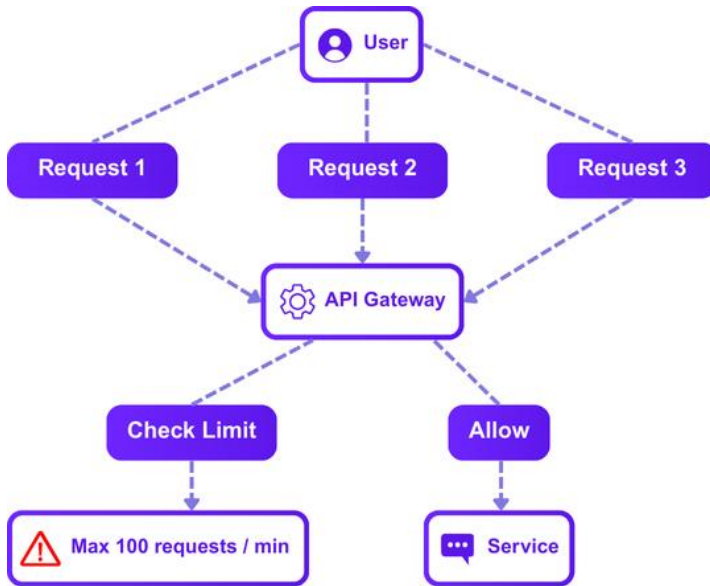 User
Request 1
Request 2
Request 3
API Gateway
Check Limit
Allow
Max 100 requests / min
Service